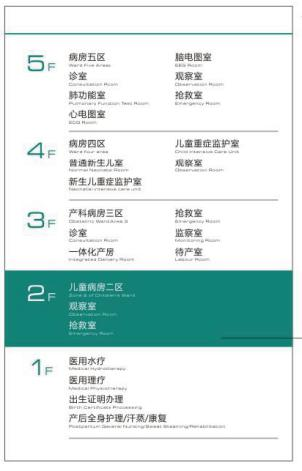 5F
病房五区
Ward Five Areas
诊室
Consultation Room
肺功能室
Pulmonary Function Test Room
心电图室
ECG Room
脑电图室
EEG Room
观察室
Observation Room
抢救室
Emergency Room
4F
病房四区
Ward four area
普通新生儿室
Normal Neonatal Room
新生儿重症监护室
Neonatal intensive care unit
儿童重症监护室
Child Intensive Care Unit
观察室
Observation Room
3F
产科病房三区
Obstetric Ward Area 3
诊室
Consultation Room
一体化产房
Integrated Delivery Room
抢救室
Emergency Room
监察室
Monitoring Room
待产室
Labour Room
2F
儿童病房二区
Zone 2 of Children's Ward
观察室
Observation Room
抢救室
Emergency Room
1F
医用水疗
Medical Hydrotherapy
医用理疗
Medical Physiotherapy
出生证明办理
Birth Certificate Processing
产后全身护理/汗蒸/康复
Postpartum General Nursing/Sweat Steaming/Rehabilitation